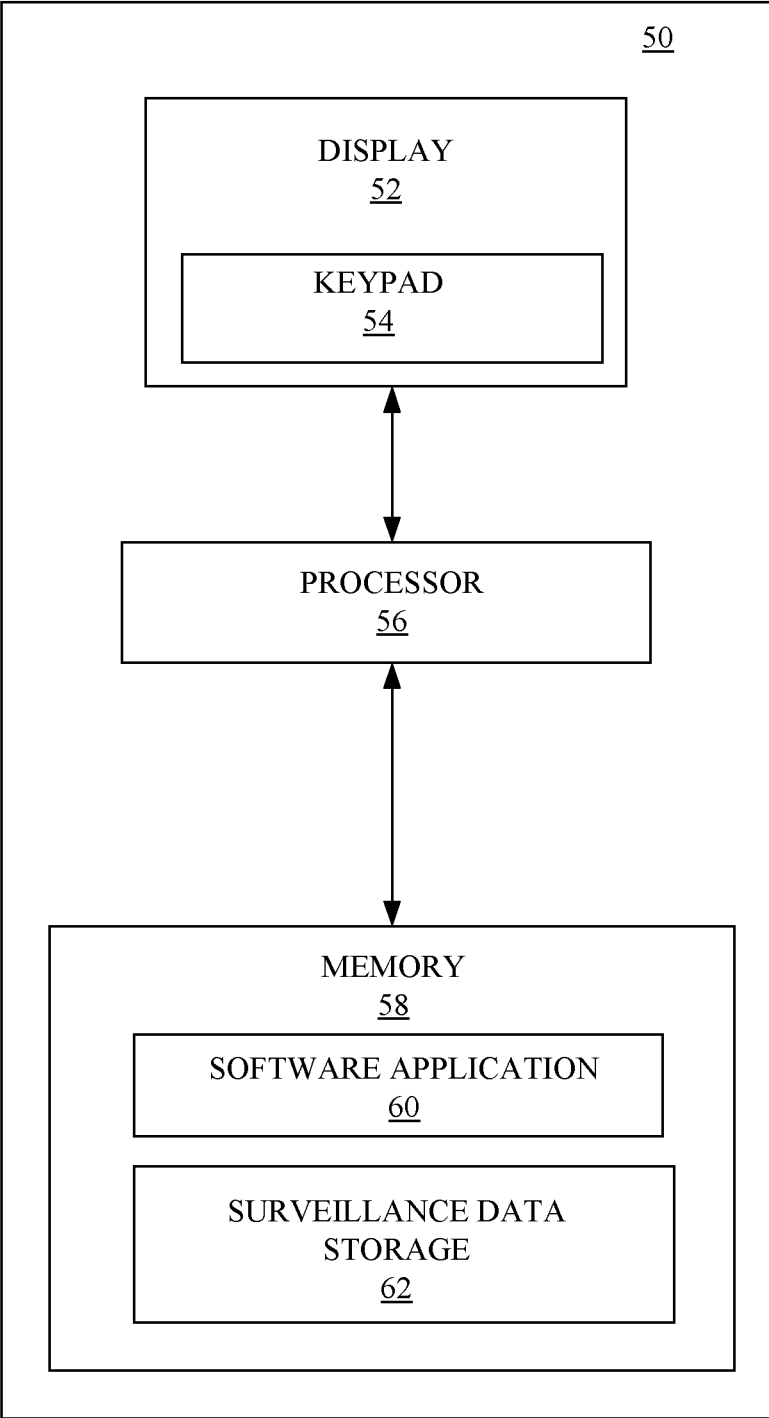 50
DISPLAY
52
KEYPAD
54
PROCESSOR
56
MEMORY
58
SOFTWARE APPLICATION
60
SURVEILLANCE DATA
STORAGE
62